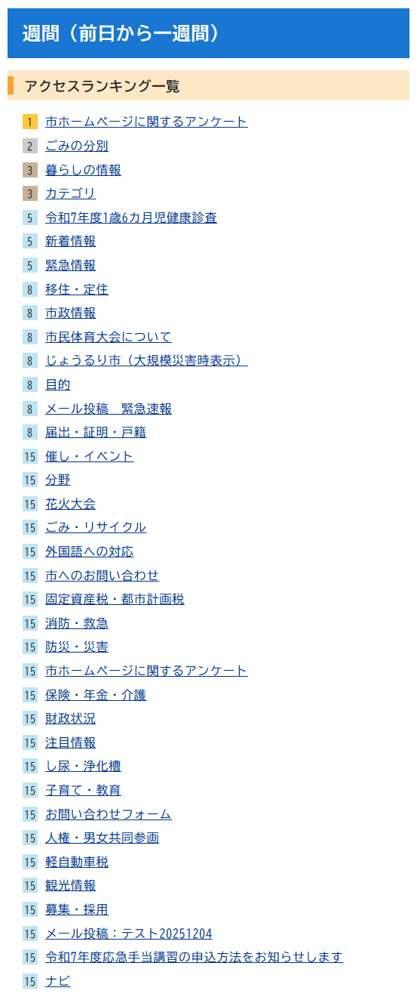 週間（前日から一週間）
アクセスランキング一覧
1 市ホームページに関するアンケート
2 ごみの分別
3 暮らしの情報
3 カテゴリ
5 令和7年度1歳6カ月児健康診査
5 新着情報
5 緊急情報
8 移住・定住
8 市政情報
8 市民体育大会について
8 じょうるり市（大規模災害時表示）
8 目的
8 メール投稿　緊急速報
8 届出・証明・戸籍
15 催し・イベント
15 分野
15 花火大会
15 ごみ・リサイクル
15 外国語への対応
15 市へのお問い合わせ
15 固定資産税・都市計画税
15 消防・救急
15 防災・災害
15 市ホームページに関するアンケート
15 保険・年金・介護
15 財政状況
15 注目情報
15 し尿・浄化槽
15 子育て・教育
15 お問い合わせフォーム
15 人権・男女共同参画
15 軽自動車税
15 観光情報
15 募集・採用
15 メール投稿：テスト20251204
15 令和7年度応急手当講習の申込方法をお知らせします
15 ナビ